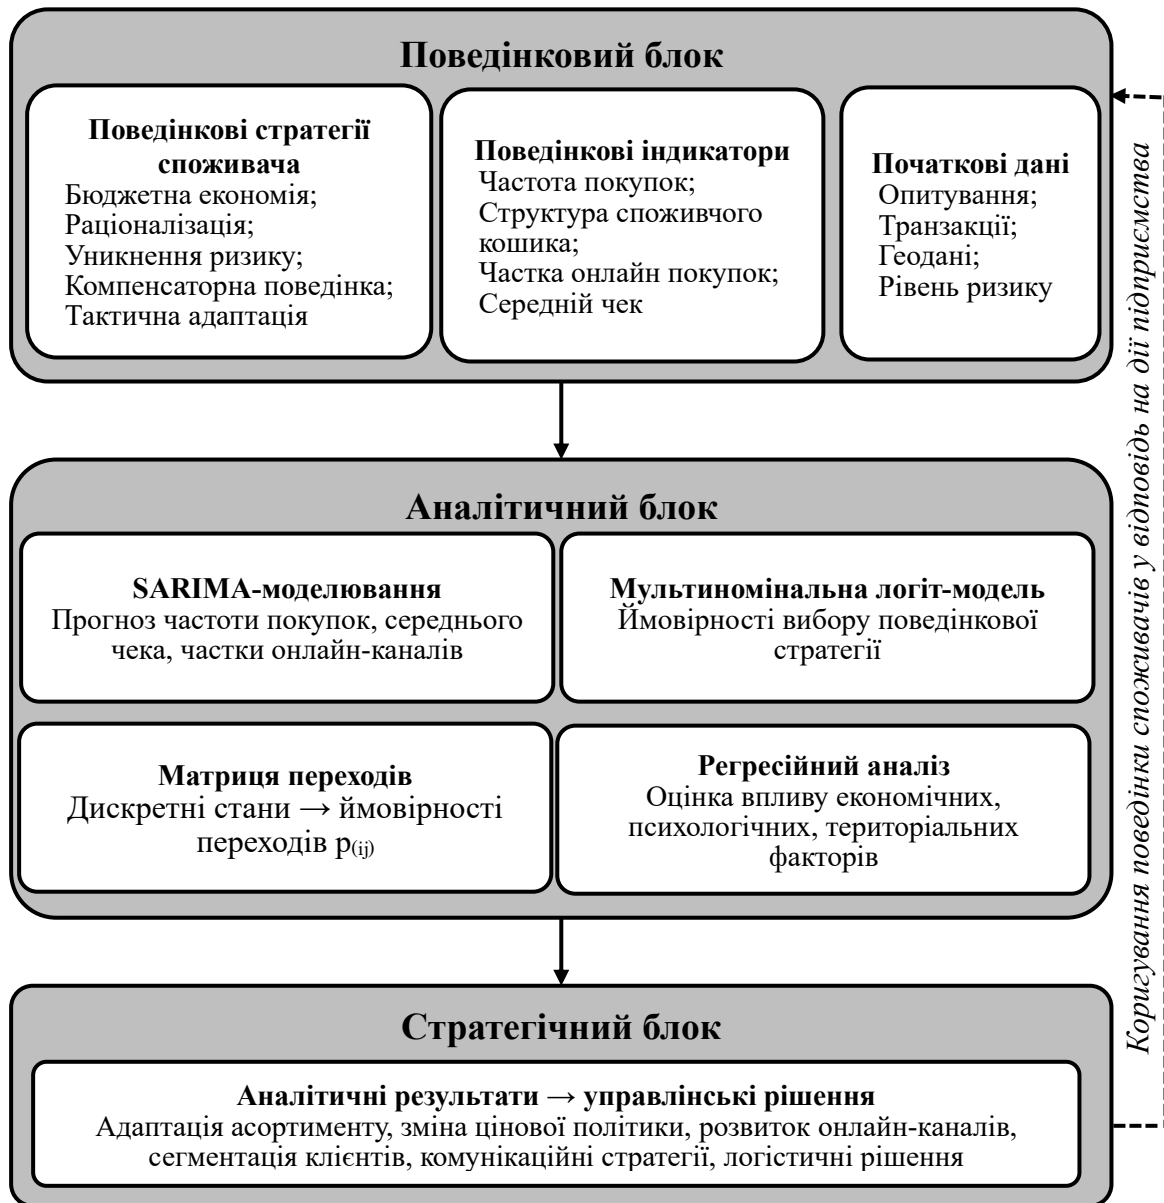 Поведінковий блок
Поведінкові стратегії
споживача
Бюджетна економія;
Раціоналізація;
Уникнення ризику;
Компенсаторна поведінка;
Тактична адаптація
Поведінкові індикатори
Частота покупок;
Структура споживчого
кошика;
Частка онлайн покупок;
Середній чек
Початкові дані
Опитування;
Транзакції;
Геодані;
Рівень ризику
Аналітичний блок
SARIMA-моделювання
Прогноз частоти покупок, середнього
чека, частки онлайн-каналів
Мультиномінальна логіт-модель
Ймовірності вибору поведінкової
стратегії
Матриця переходів
Дискретні стани → ймовірності
переходів p(ij)
Регресійний аналіз
Оцінка впливу економічних,
психологічних, територіальних
факторів
Стратегічний блок
Аналітичні результати → управлінські рішення
Адаптація асортименту, зміна цінової політики, розвиток онлайн-каналів,
сегментація клієнтів, комунікаційні стратегії, логістичні рішення
Коригування поведінки споживачів у відповідь на дії підприємства